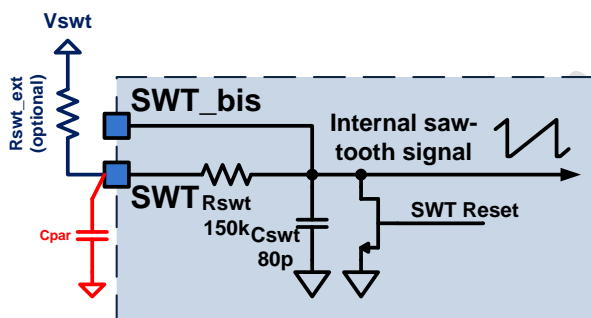 Vswt
Rswt_ext
(optional)
SWT_bis
Internal saw-
tooth signal
SWT
Rswt
150k
Cswt
80p
SWT Reset
Cpar